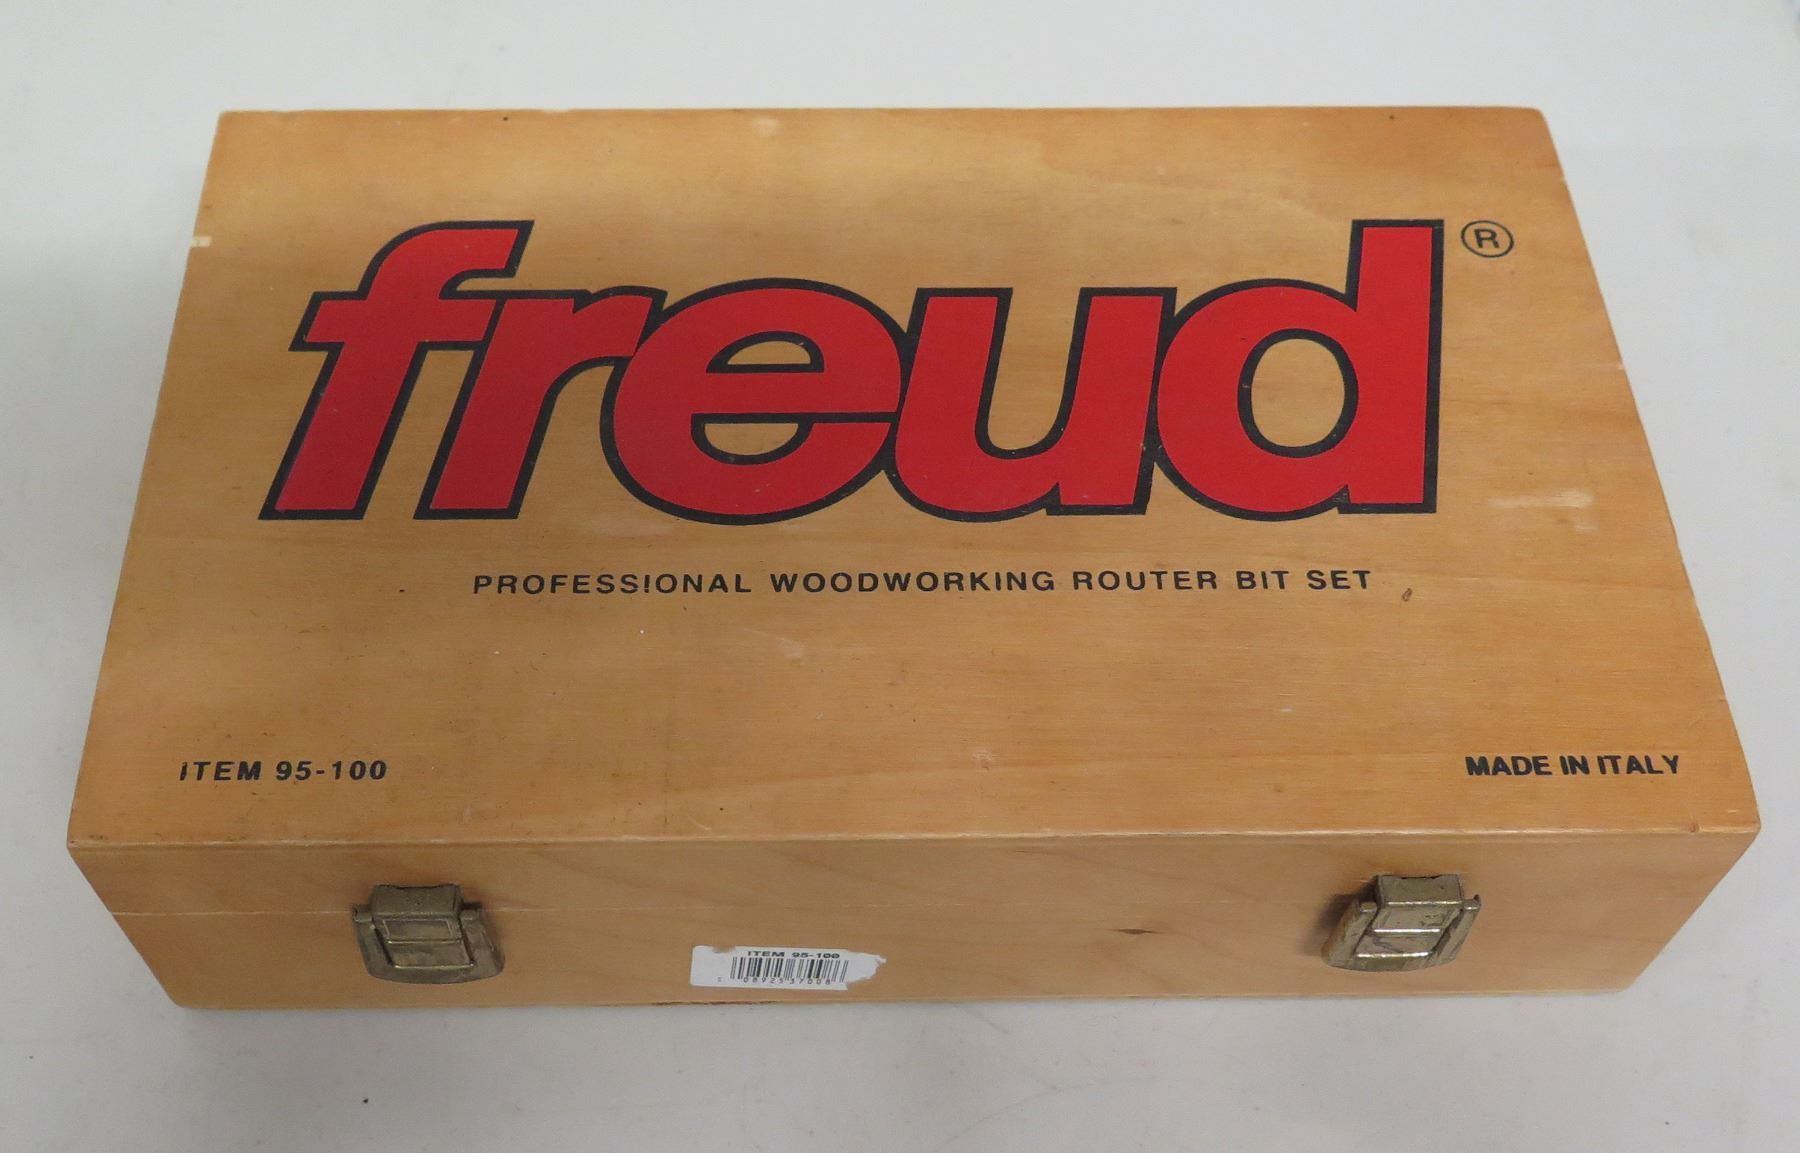 freud®
PROFESSIONAL WOODWORKING ROUTER BIT SET
ITEM 95-100
MADE IN ITALY
ITEM 95-100